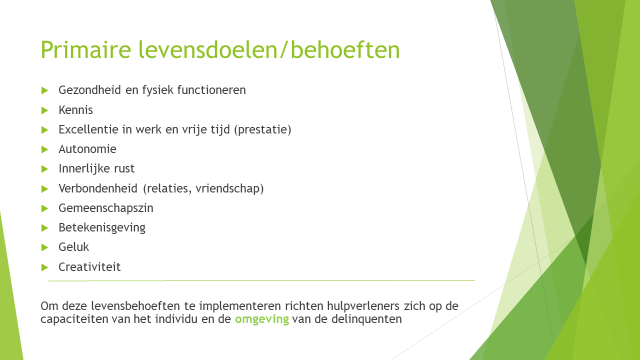 Primaire levensdoelen/behoeften
Gezondheid en fysiek functioneren
Kennis
Excellentie in werk en vrije tijd (prestatie)
Autonomie
Innerlijke rust
Verbondenheid (relaties, vriendschap)
Gemeenschapszin
Betekenisgeving
Geluk
Creativiteit
Om deze levensbehoeften te implementeren richten hulpverleners zich op de
capaciteiten van het individu en de omgeving van de delinquenten